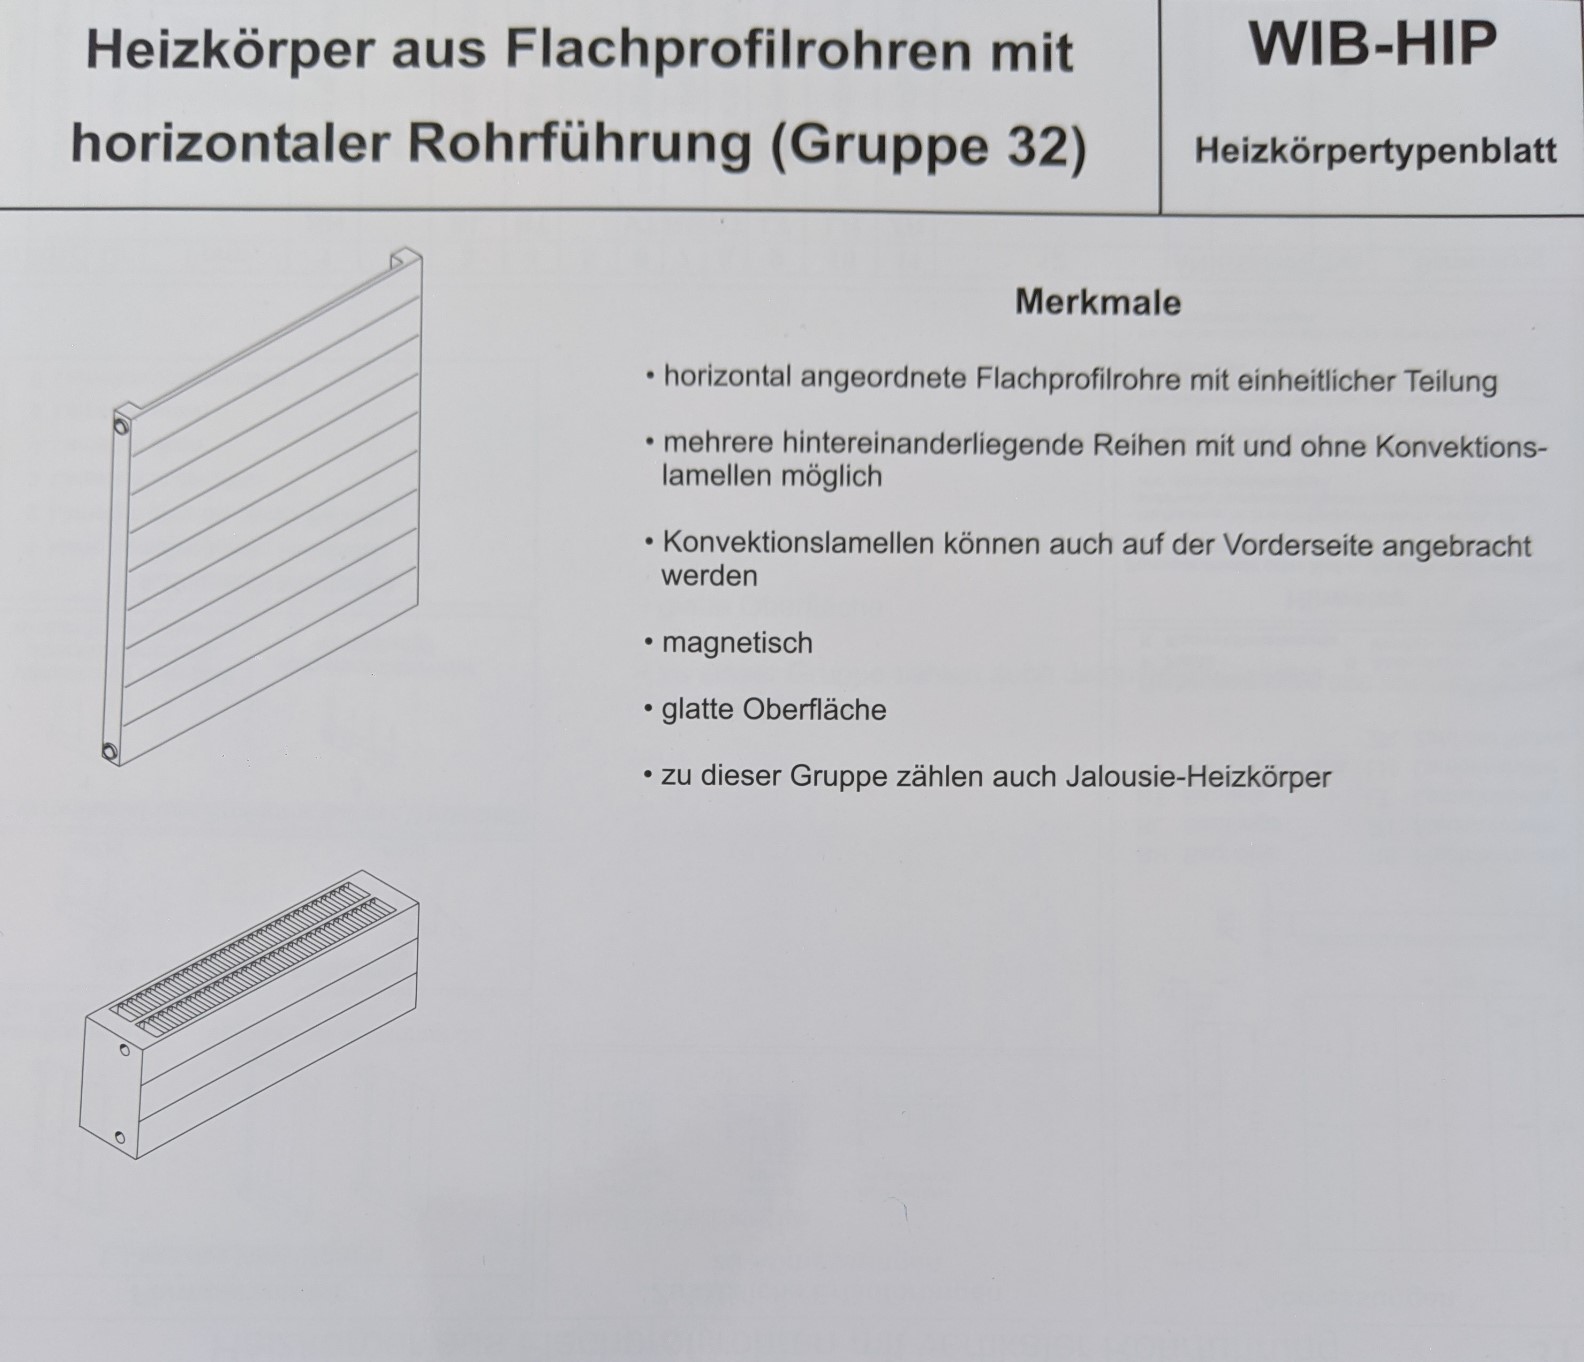 Heizkörper aus Flachprofilrohren mit
horizontaler Rohrführung (Gruppe 32)
WIB-HIP
Heizkörpertypenblatt
Merkmale
• horizontal angeordnete Flachprofilrohre mit einheitlicher Teilung
• mehrere hintereinanderliegende Reihen mit und ohne Konvektions-
lamellen möglich
• Konvektionslamellen können auch auf der Vorderseite angebracht
werden
• magnetisch
• glatte Oberfläche
• zu dieser Gruppe zählen auch Jalousie-Heizkörper